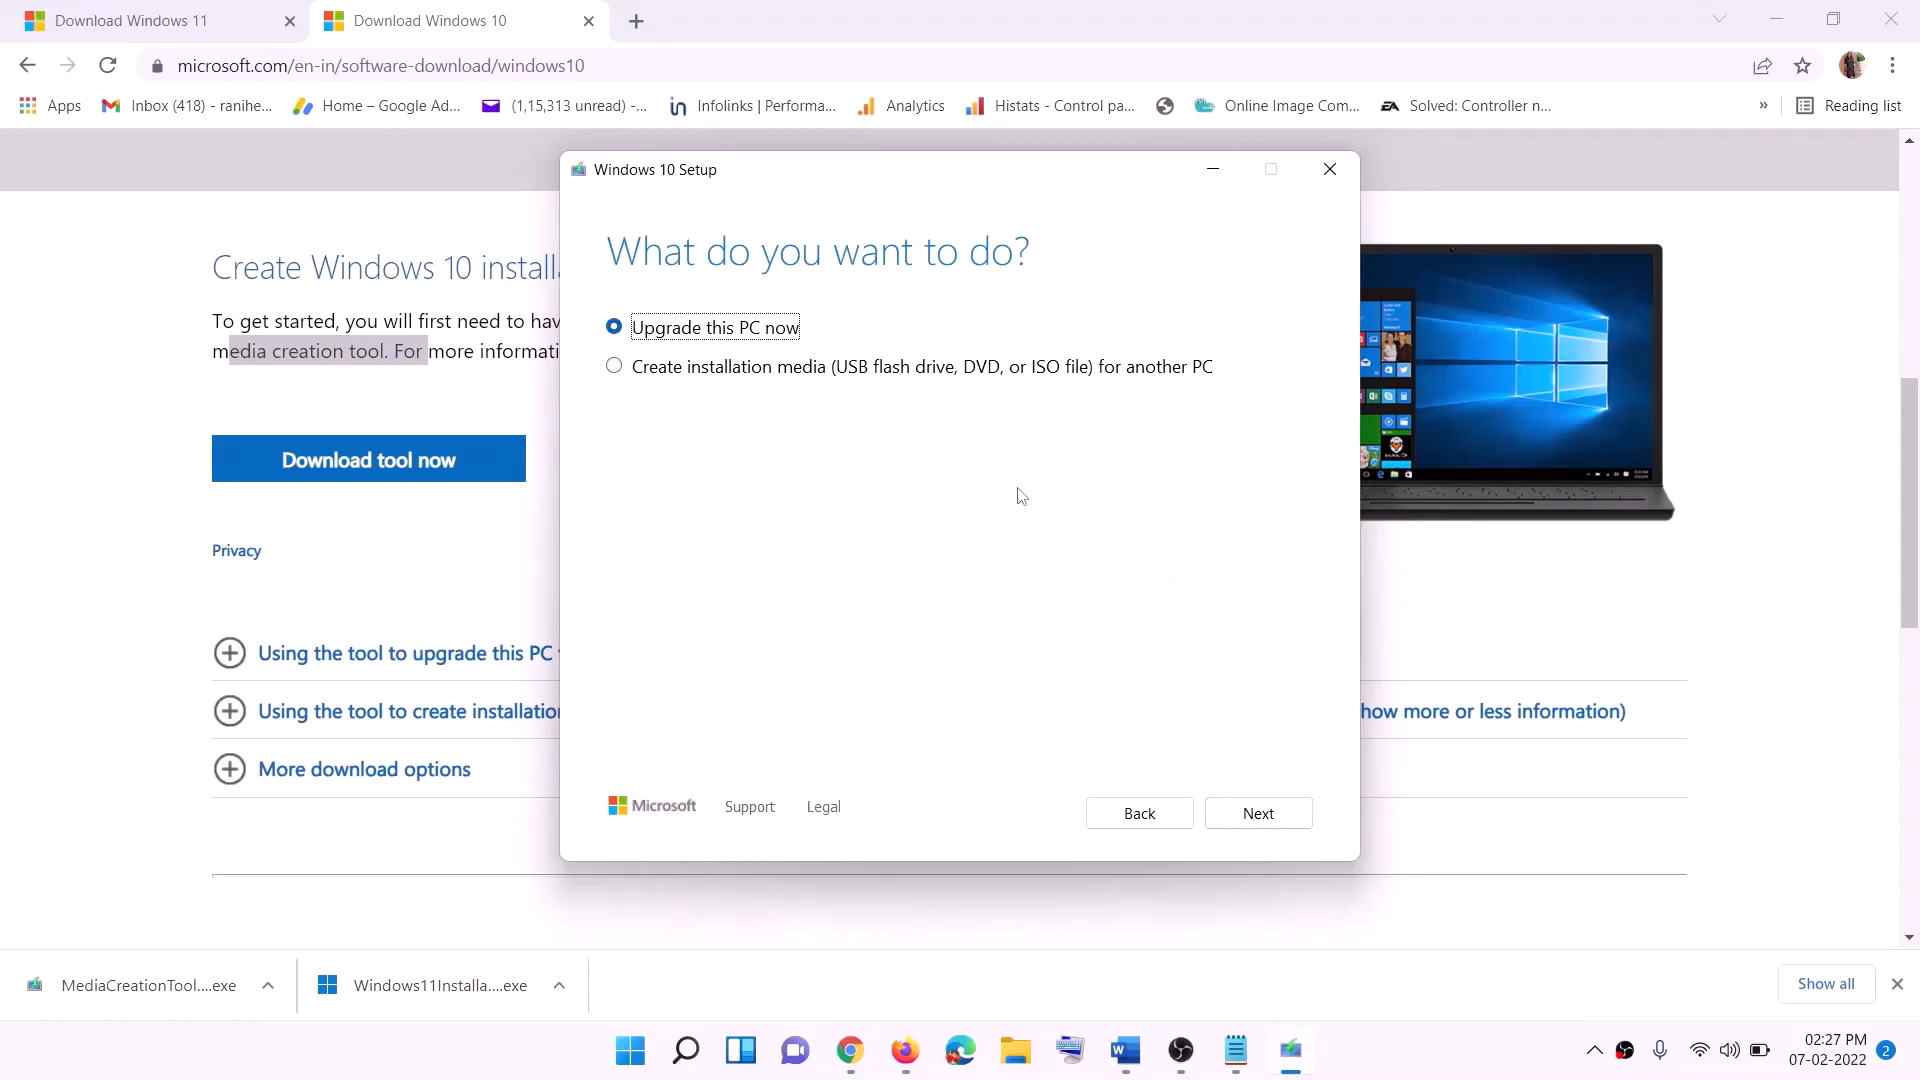 Download Windows 11
Download Windows 10
microsoft.com/en-in/software-download/windows10
Apps
Inbox (418) - ranihe...
Home – Google Ad...
(1,15,313 unread) -...
Infolinks | Performa...
Analytics
Histats - Control pa...
Online Image Com...
Solved: Controller n...
»
Reading list
Windows 10 Setup
What do you want to do?
Upgrade this PC now
Create installation media (USB flash drive, DVD, or ISO file) for another PC
Microsoft
Support
Legal
Back
Next
Create Windows 10 install
To get started, you will first need to hav
media creation tool. For more informati
Download tool now
Privacy
Using the tool to upgrade this PC
Using the tool to create installatio
how more or less information)
More download options
MediaCreationTool....exe
Windows11Installa....exe
Show all
02:27 PM
07-02-2022
2